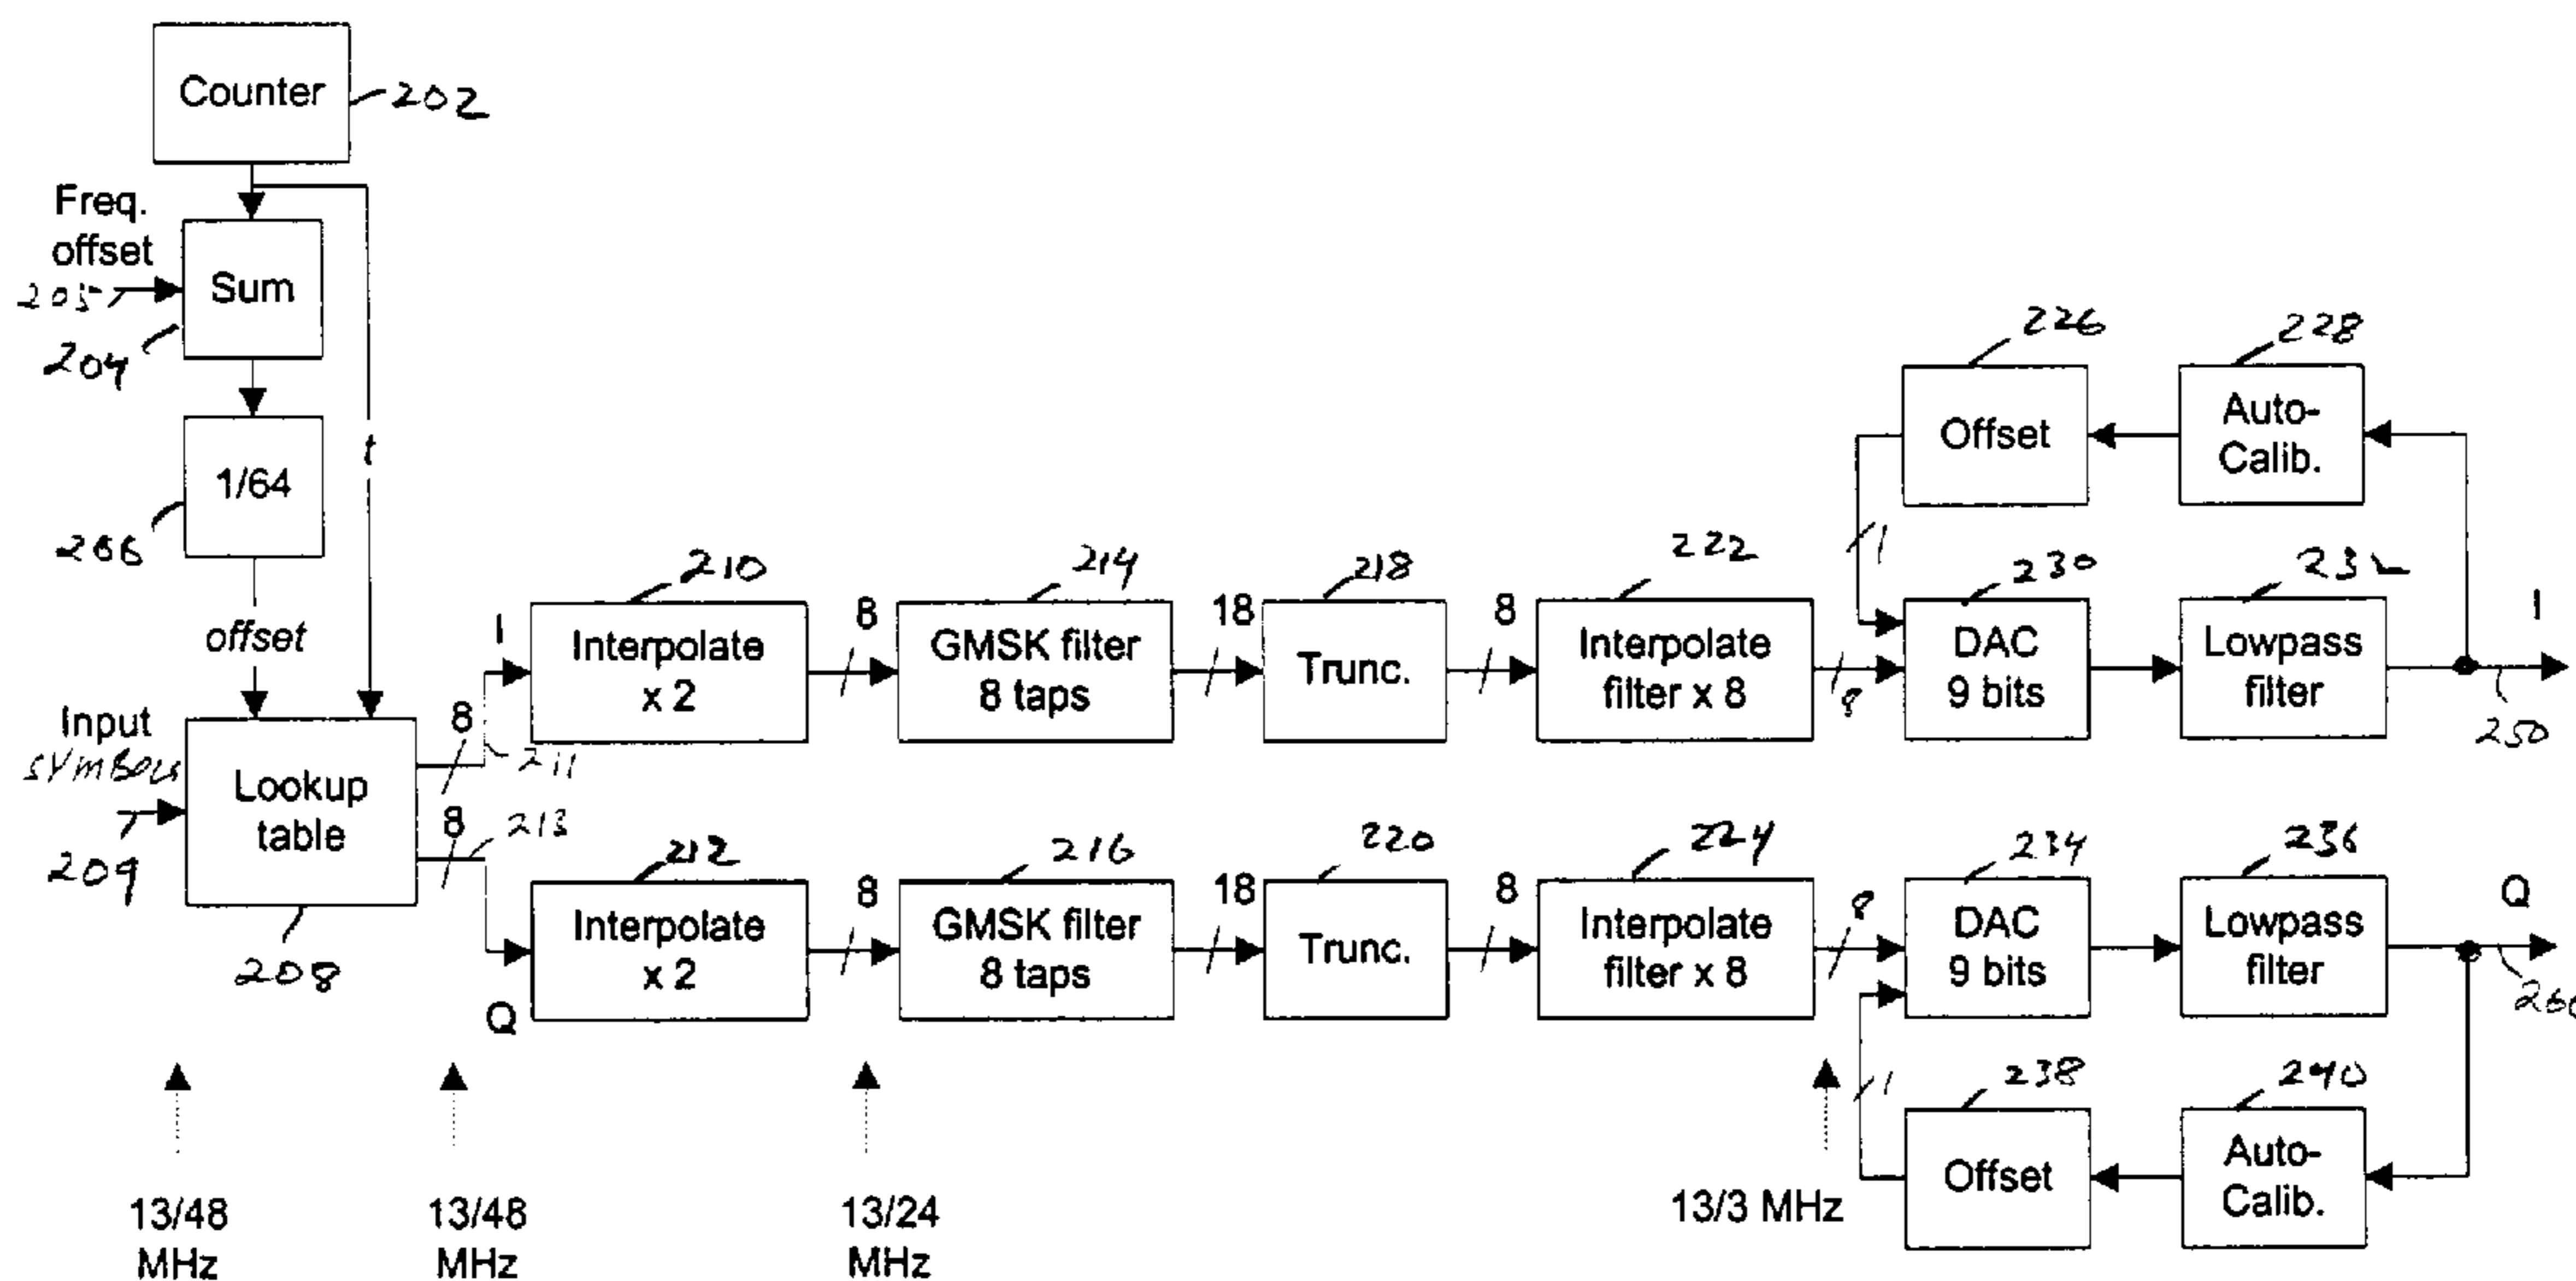 Counter
202
Freq.
offset
205
Sum
204
1/64
206
t
offset
Input
SYMBOLS
209
Lookup
table
208
8
211
8
213
I
Interpolate
x 2
210
8
GMSK filter
8 taps
214
18
Trunc.
218
8
Interpolate
filter x 8
222
8
Offset
226
Auto-
Calib.
228
1
DAC
9 bits
230
Lowpass
filter
232
I
250
Q
Interpolate
x 2
212
8
GMSK filter
8 taps
216
18
Trunc.
220
8
Interpolate
filter x 8
224
8
DAC
9 bits
234
Lowpass
filter
236
Q
260
1
Offset
238
Auto-
Calib.
240
13/48
MHz
13/48
MHz
13/24
MHz
13/3 MHz